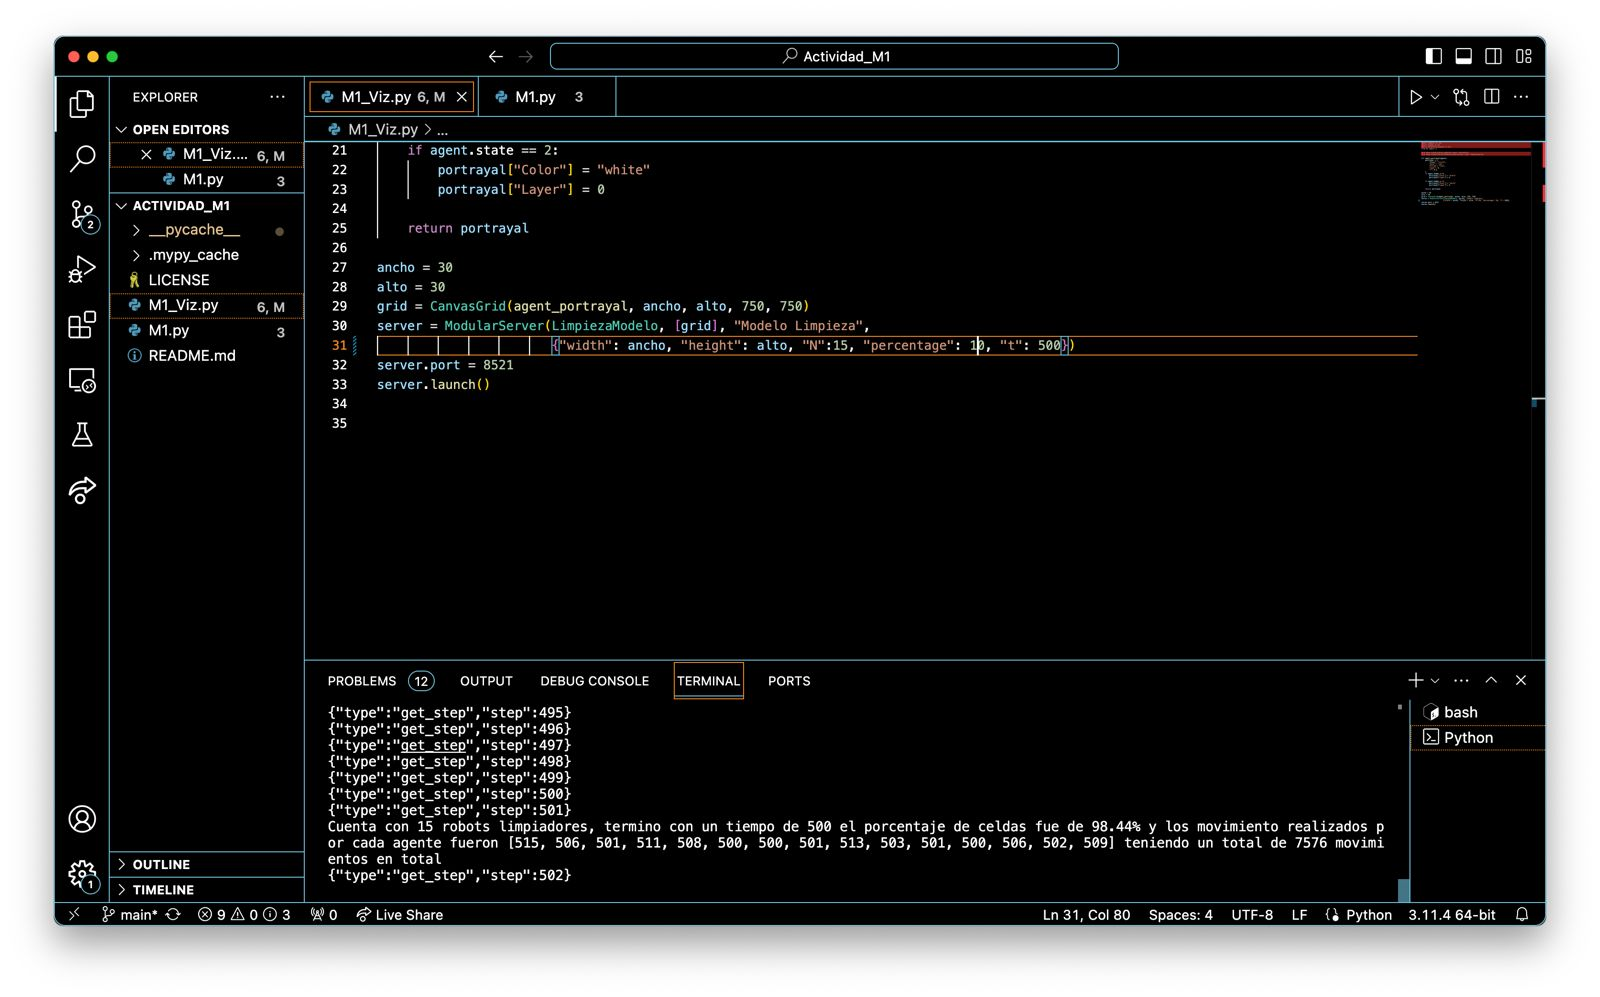 Actividad_M1
EXPLORER
OPEN EDITORS
M1_Viz.... 6, M
M1.py 3
ACTIVIDAD_M1
__pycache__
.mypy_cache
LICENSE
M1_Viz.py 6, M
M1.py 3
README.md
OUTLINE
TIMELINE
2
1
M1_Viz.py 6, M
M1.py 3
M1_Viz.py > ...
21 if agent.state == 2:
22 portrayal["Color"] = "white"
23 portrayal["Layer"] = 0
24
25 return portrayal
26
27 ancho = 30
28 alto = 30
29 grid = CanvasGrid(agent_portrayal, ancho, alto, 750, 750)
30 server = ModularServer(LimpiezaModelo, [grid], "Modelo Limpieza",
31 {"width": ancho, "height": alto, "N":15, "percentage": 10, "t": 500})
32 server.port = 8521
33 server.launch()
34
35
PROBLEMS 12 OUTPUT DEBUG CONSOLE TERMINAL PORTS
{"type":"get_step","step":495}
{"type":"get_step","step":496}
{"type":"get_step","step":497}
{"type":"get_step","step":498}
{"type":"get_step","step":499}
{"type":"get_step","step":500}
{"type":"get_step","step":501}
Cuenta con 15 robots limpiadores, termino con un tiempo de 500 el porcentaje de celdas fue de 98.44% y los movimiento realizados p
or cada agente fueron [515, 506, 501, 511, 508, 500, 500, 501, 513, 503, 501, 500, 506, 502, 509] teniendo un total de 7576 movimi
entos en total
{"type":"get_step","step":502}
bash
Python
main* 9 0 3 0 Live Share Ln 31, Col 80 Spaces: 4 UTF-8 LF Python 3.11.4 64-bit